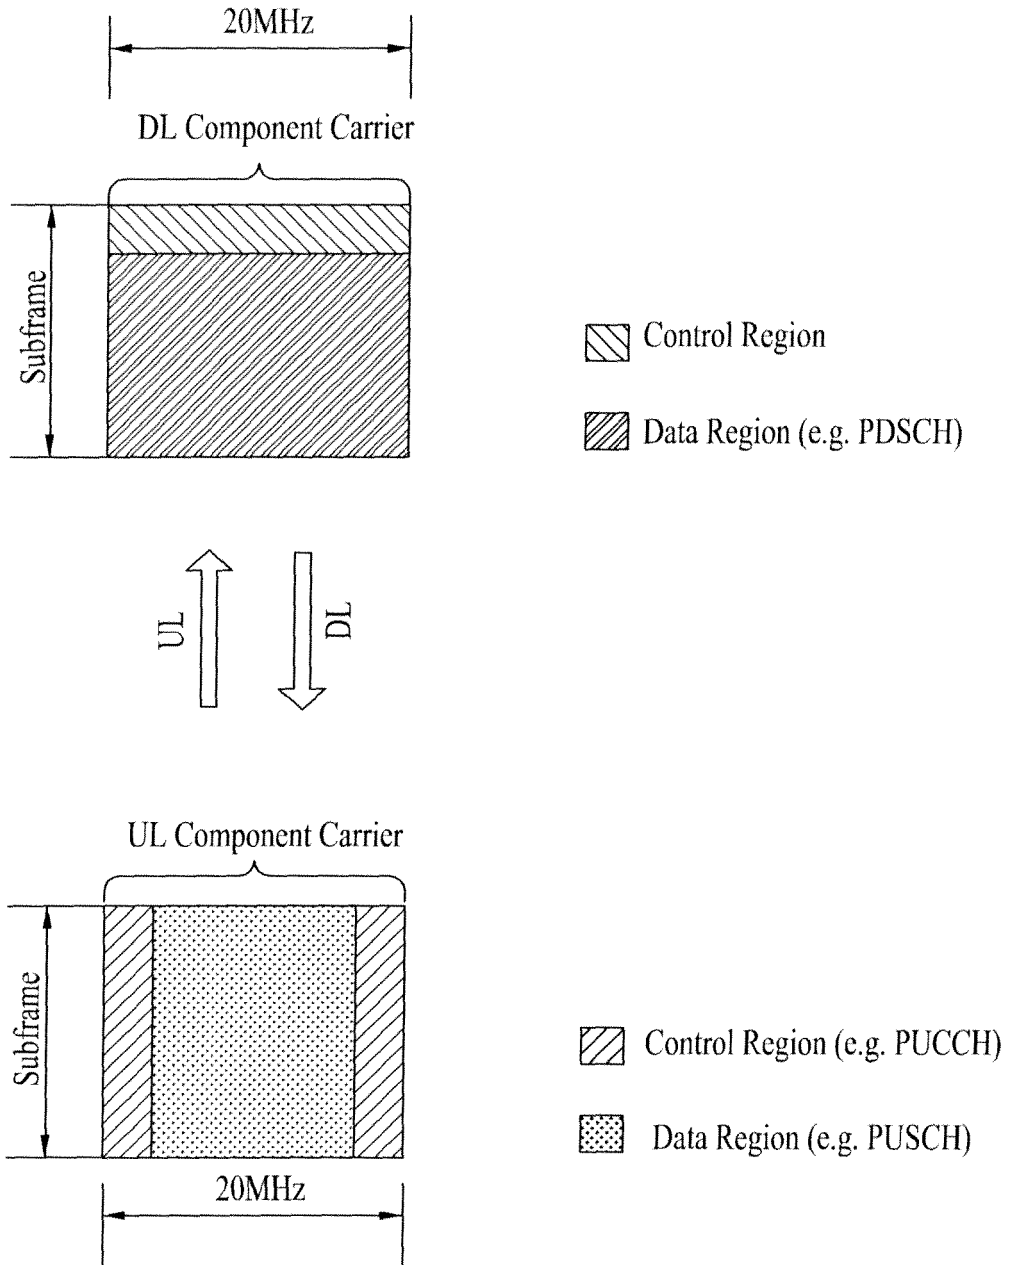 20MHz
DL Component Carrier
Subframe
Control Region
Data Region (e.g. PDSCH)
UL
DL
UL Component Carrier
Subframe
Control Region (e.g. PUCCH)
Data Region (e.g. PUSCH)
20MHz